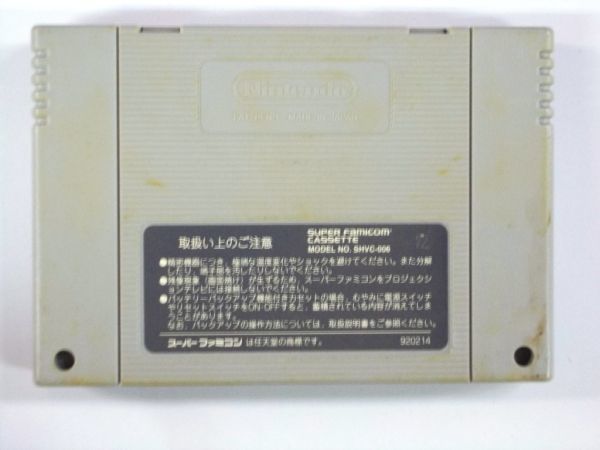 Nintendo
PAT. PEND. MADE IN JAPAN
取扱い上のご注意
SUPER FAMICOM
CASSETTE
MODEL NO. SHVC-006
●精密機器につき、極端な温度変化やショックを避けてください。また分解
したり、端子部を汚したりしないでください。
●残像現象(画面焼け)が生ずるため、スーパーファミコンをプロジェクシ
ョンテレビには接続しないでください。
●バッテリーバックアップ機能付きカセットの場合、むやみに電源スイッチ
やリセットスイッチをON・OFFすると、蓄積されている内容が消えてしま
うことがあります。
なお、バックアップの操作方法については、取扱説明書をご参照ください。
スーパーファミコン は任天堂の商標です。
920214